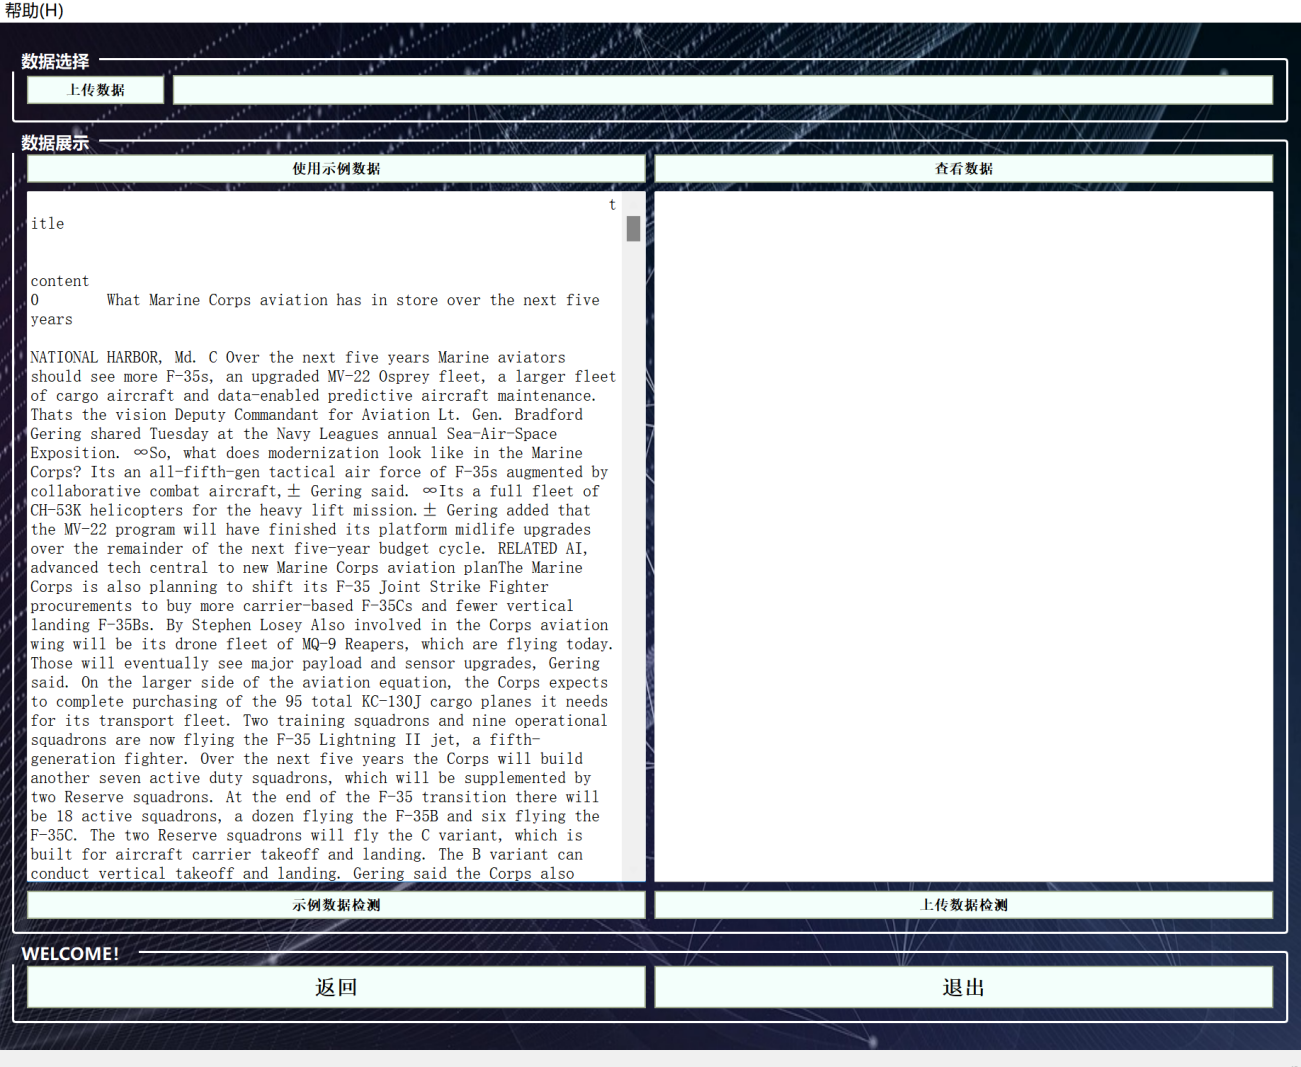 帮助(H)
数据选择
上传数据
数据展示
使用示例数据
查看数据
t
itle
content
0 What Marine Corps aviation has in store over the next five
years
NATIONAL HARBOR, Md. C Over the next five years Marine aviators
should see more F-35s, an upgraded MV-22 Osprey fleet, a larger fleet
of cargo aircraft and data-enabled predictive aircraft maintenance.
Thats the vision Deputy Commandant for Aviation Lt. Gen. Bradford
Gering shared Tuesday at the Navy Leagues annual Sea-Air-Space
Exposition. ∞So, what does modernization look like in the Marine
Corps? Its an all-fifth-gen tactical air force of F-35s augmented by
collaborative combat aircraft,± Gering said. ∞Its a full fleet of
CH-53K helicopters for the heavy lift mission.± Gering added that
the MV-22 program will have finished its platform midlife upgrades
over the remainder of the next five-year budget cycle. RELATED AI,
advanced tech central to new Marine Corps aviation planThe Marine
Corps is also planning to shift its F-35 Joint Strike Fighter
procurements to buy more carrier-based F-35Cs and fewer vertical
landing F-35Bs. By Stephen Losey Also involved in the Corps aviation
wing will be its drone fleet of MQ-9 Reapers, which are flying today.
Those will eventually see major payload and sensor upgrades, Gering
said. On the larger side of the aviation equation, the Corps expects
to complete purchasing of the 95 total KC-130J cargo planes it needs
for its transport fleet. Two training squadrons and nine operational
squadrons are now flying the F-35 Lightning II jet, a fifth-
generation fighter. Over the next five years the Corps will build
another seven active duty squadrons, which will be supplemented by
two Reserve squadrons. At the end of the F-35 transition there will
be 18 active squadrons, a dozen flying the F-35B and six flying the
F-35C. The two Reserve squadrons will fly the C variant, which is
built for aircraft carrier takeoff and landing. The B variant can
conduct vertical takeoff and landing. Gering said the Corps also
示例数据检测
上传数据检测
WELCOME!
返回
退出